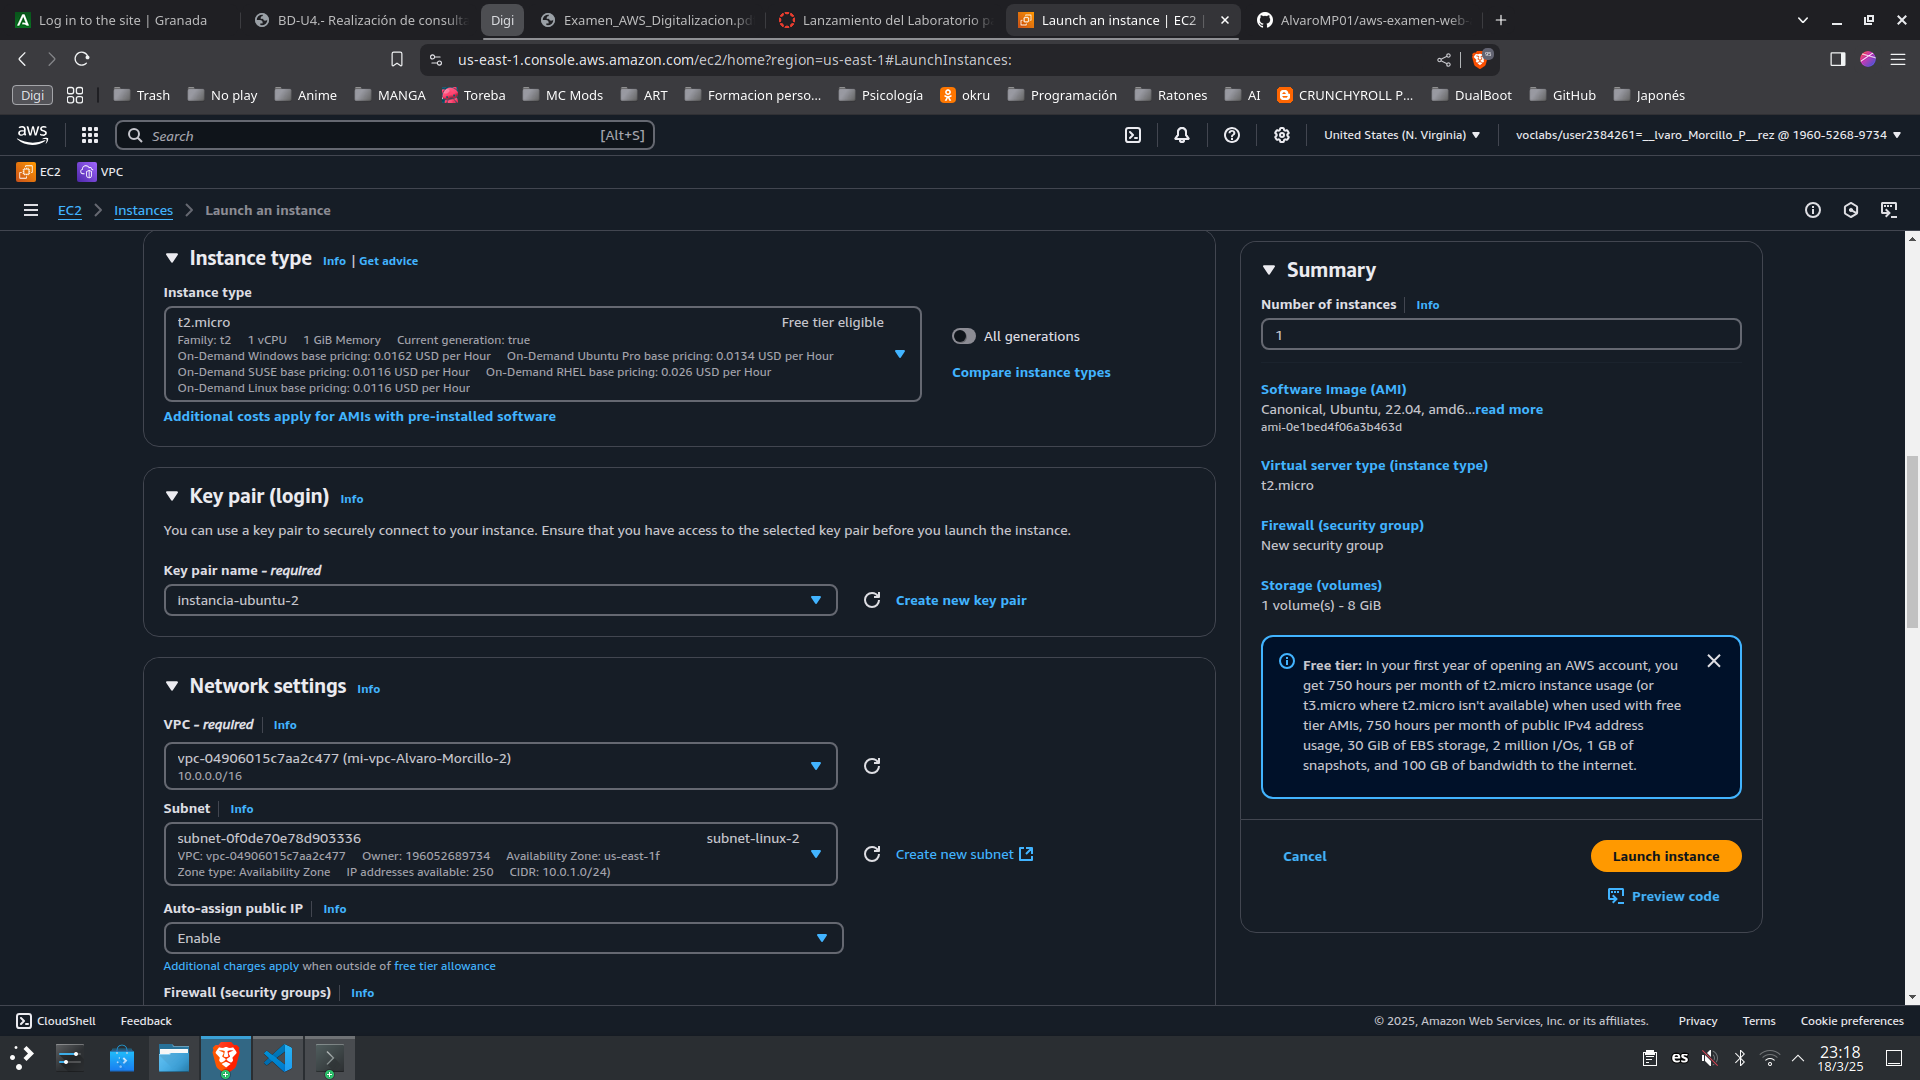 Log in to the site | Granada
BD-U4.- Realización de consulta
Digi
Examen_AWS_Digitalizacion.pd
Lanzamiento del Laboratorio p
Launch an instance | EC2
AlvaroMP01/aws-examen-web-
us-east-1.console.aws.amazon.com/ec2/home?region=us-east-1#LaunchInstances:
Digi
Trash
No play
Anime
MANGA
Toreba
MC Mods
ART
Formacion perso...
Psicología
okru
Programación
Ratones
AI
CRUNCHYROLL P...
DualBoot
GitHub
Japonés
aws
Search
[Alt+S]
United States (N. Virginia)
voclabs/user2384261=__lvaro_Morcillo_P__rez @ 1960-5268-9734
EC2
VPC
EC2
Instances
Launch an instance
Instance type
Info | Get advice
Instance type
t2.micro
Free tier eligible
Family: t2 1 vCPU 1 GiB Memory Current generation: true
On-Demand Windows base pricing: 0.0162 USD per Hour On-Demand Ubuntu Pro base pricing: 0.0134 USD per Hour
On-Demand SUSE base pricing: 0.0116 USD per Hour On-Demand RHEL base pricing: 0.026 USD per Hour
On-Demand Linux base pricing: 0.0116 USD per Hour
All generations
Compare instance types
Additional costs apply for AMIs with pre-installed software
Key pair (login)
Info
You can use a key pair to securely connect to your instance. Ensure that you have access to the selected key pair before you launch the instance.
Key pair name – required
instancia-ubuntu-2
Create new key pair
Network settings
Info
VPC – required
Info
vpc-04906015c7aa2c477 (mi-vpc-Alvaro-Morcillo-2)
10.0.0.0/16
Subnet
Info
subnet-0f0de70e78d903336
subnet-linux-2
VPC: vpc-04906015c7aa2c477 Owner: 196052689734 Availability Zone: us-east-1f
Zone type: Availability Zone IP addresses available: 250 CIDR: 10.0.1.0/24)
Create new subnet
Auto-assign public IP
Info
Enable
Additional charges apply when outside of free tier allowance
Firewall (security groups)
Info
Summary
Number of instances
Info
1
Software Image (AMI)
Canonical, Ubuntu, 22.04, amd6...read more
ami-0e1bed4f06a3b463d
Virtual server type (instance type)
t2.micro
Firewall (security group)
New security group
Storage (volumes)
1 volume(s) - 8 GiB
Free tier: In your first year of opening an AWS account, you
get 750 hours per month of t2.micro instance usage (or
t3.micro where t2.micro isn't available) when used with free
tier AMIs, 750 hours per month of public IPv4 address
usage, 30 GiB of EBS storage, 2 million I/Os, 1 GB of
snapshots, and 100 GB of bandwidth to the internet.
Cancel
Launch instance
Preview code
CloudShell
Feedback
© 2025, Amazon Web Services, Inc. or its affiliates.
Privacy
Terms
Cookie preferences
es
23:18
18/3/25